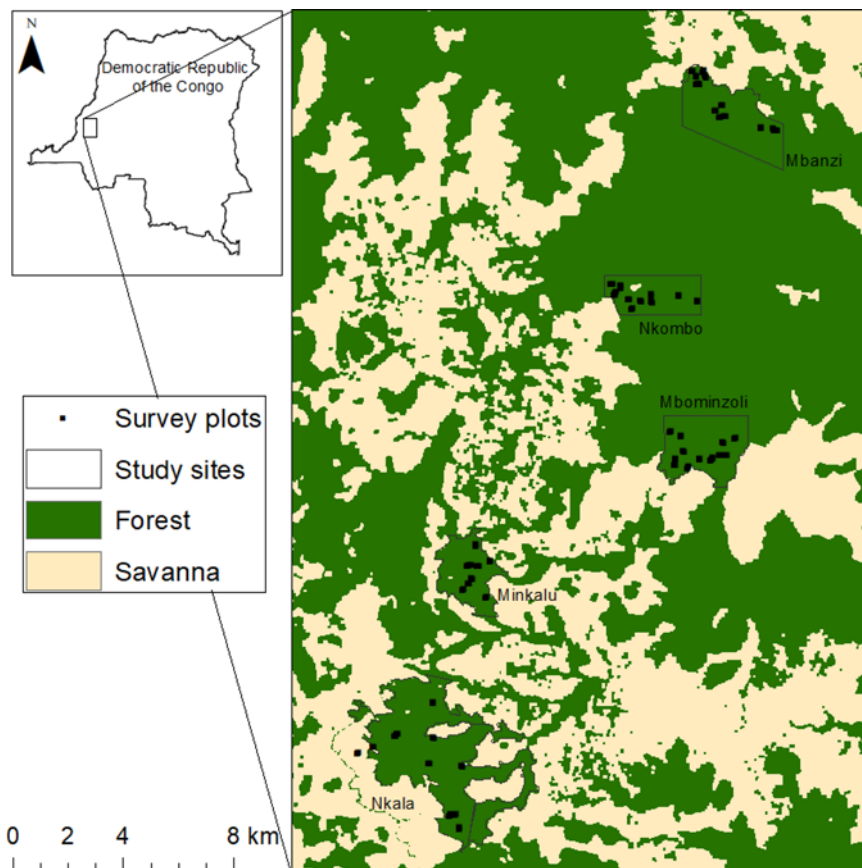 N
Democratic Republic
of the Congo
Survey plots
Study sites
Forest
Savanna
Mbanzi
Nkombo
Mbominzoli
Minkalu
Nkala
0 2 4 8 km